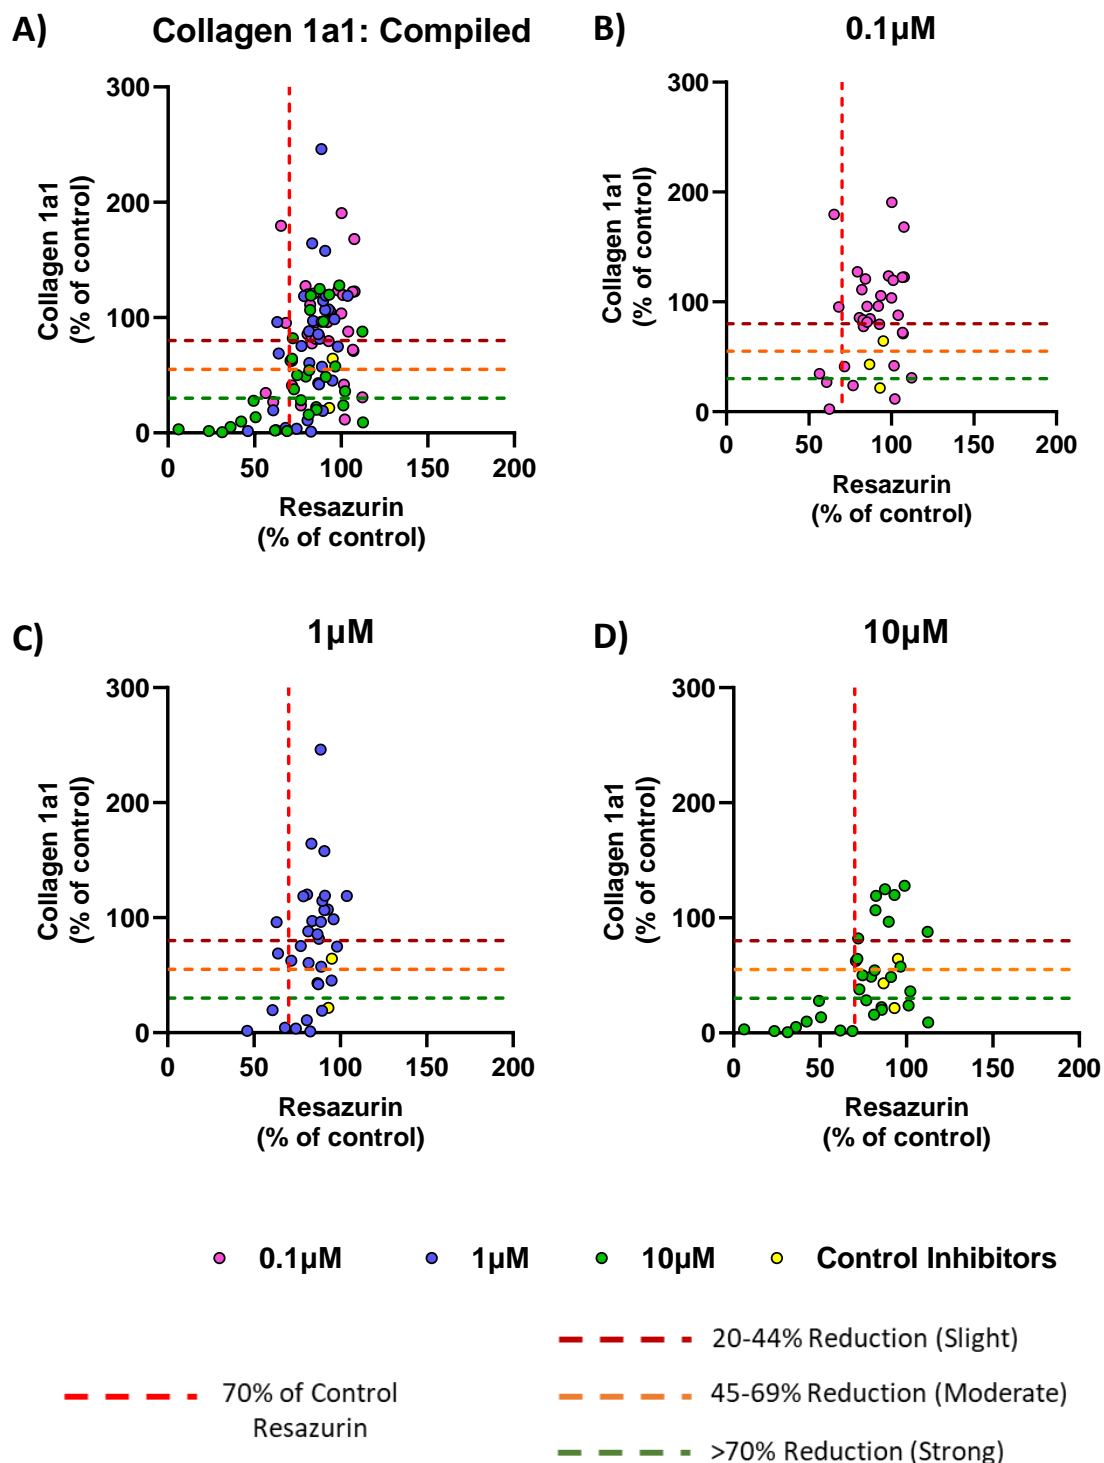 A)
Collagen 1a1: Compiled
300
200
100
0
0
50
100
150
200
Collagen 1a1
(% of control)
Resazurin
(% of control)
B)
0.1µM
300
200
100
0
0
50
100
150
200
Collagen 1a1
(% of control)
Resazurin
(% of control)
C)
1µM
300
200
100
0
0
50
100
150
200
Collagen 1a1
(% of control)
Resazurin
(% of control)
D)
10µM
300
200
100
0
0
50
100
150
200
Collagen 1a1
(% of control)
Resazurin
(% of control)
0.1µM
1µM
10µM
Control Inhibitors
70% of Control
Resazurin
20-44% Reduction (Slight)
45-69% Reduction (Moderate)
>70% Reduction (Strong)